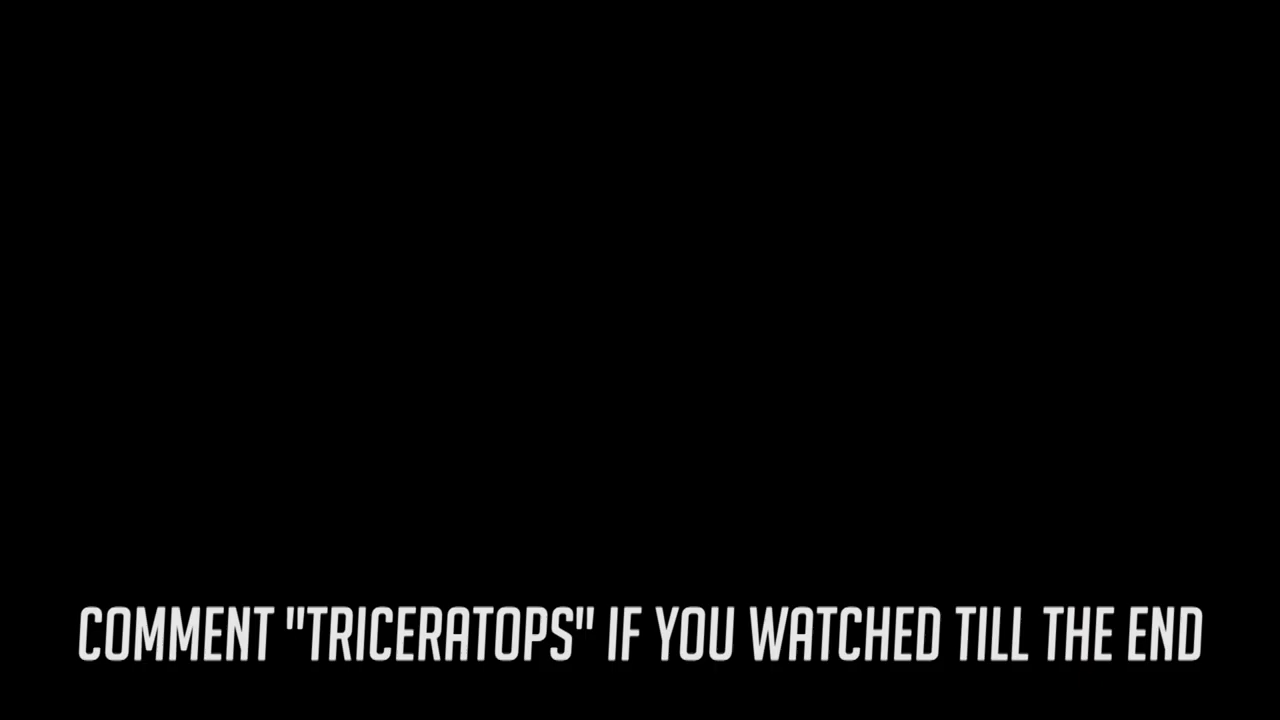 COMMENT "TRICERATOPS" IF YOU WATCHED TILL THE END